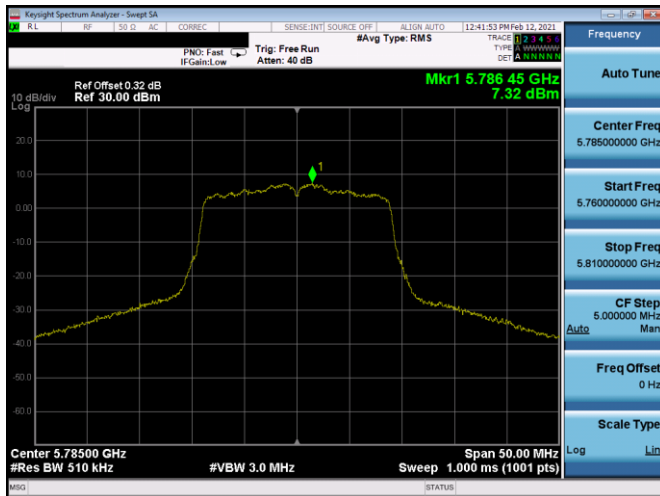 Keysight Spectrum Analyzer - Swept SA
RL RF 50 Ω AC CORREC SENSE:INT SOURCE OFF ALIGN AUTO 12:41:53 PM Feb 12, 2021
#Avg Type: RMS
TRACE 1 2 3 4 5 6
TYPE A WWWWW
DET A N N N N N
PNO: Fast Trig: Free Run
IFGain:Low Atten: 40 dB
Mkr1 5.786 45 GHz
7.32 dBm
Ref Offset 0.32 dB
10 dB/div Ref 30.00 dBm
Log
1
20.0
10.0
0.00
-10.0
-20.0
-30.0
-40.0
-50.0
-60.0
Center 5.78500 GHz Span 50.00 MHz
#Res BW 510 kHz #VBW 3.0 MHz Sweep 1.000 ms (1001 pts)
MSG STATUS
Frequency
Auto Tune
Center Freq
5.785000000 GHz
Start Freq
5.760000000 GHz
Stop Freq
5.810000000 GHz
CF Step
5.000000 MHz
Auto Man
Freq Offset
0 Hz
Scale Type
Log Lin